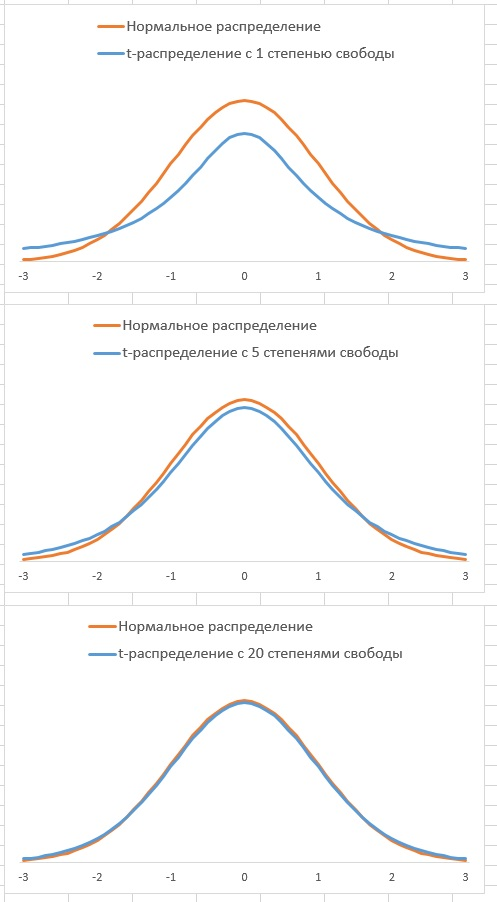 Нормальное распределение
t-распределение с 1 степенью свободы
-3 -2 -1 0 1 2 3
Нормальное распределение
t-распределение с 5 степенями свободы
-3 -2 -1 0 1 2 3
Нормальное распределение
t-распределение с 20 степенями свободы
-3 -2 -1 0 1 2 3